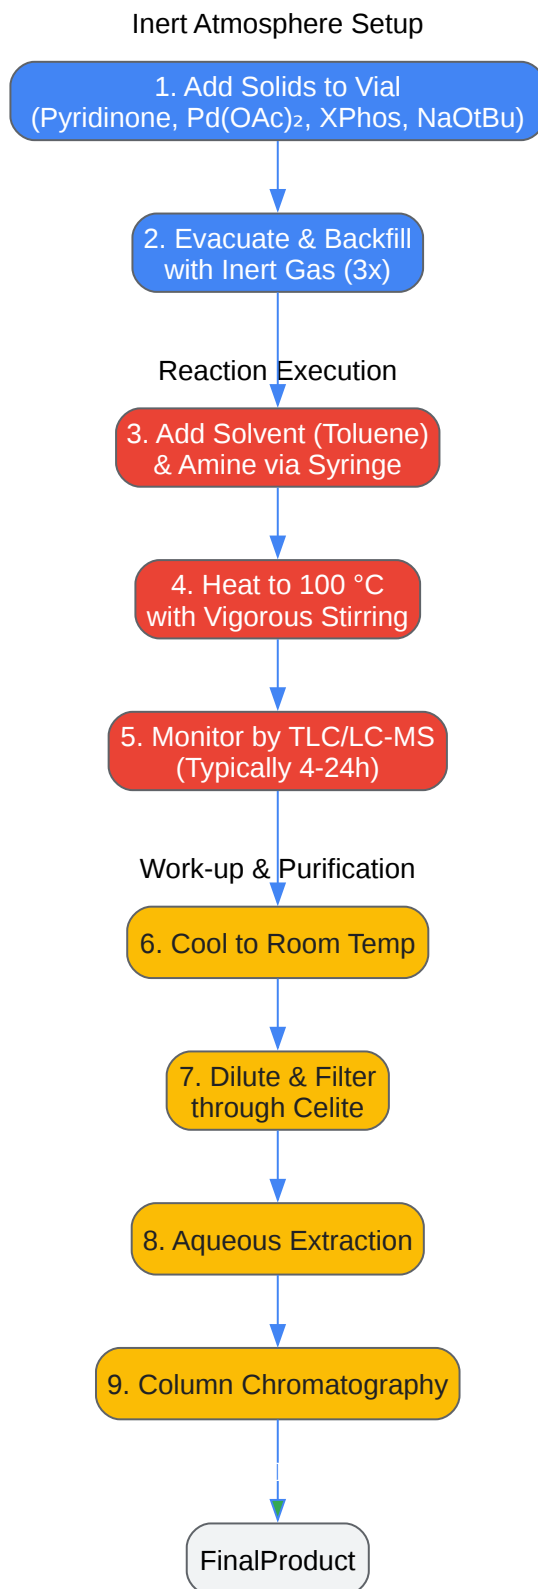 Inert Atmosphere Setup
1. Add Solids to Vial
(Pyridinone, Pd(OAc)₂, XPhos, NaOtBu)
2. Evacuate & Backfill
with Inert Gas (3x)
Reaction Execution
3. Add Solvent (Toluene)
& Amine via Syringe
4. Heat to 100 °C
with Vigorous Stirring
5. Monitor by TLC/LC-MS
(Typically 4-24h)
Work-up & Purification
6. Cool to Room Temp
7. Dilute & Filter
through Celite
8. Aqueous Extraction
9. Column Chromatography
FinalProduct